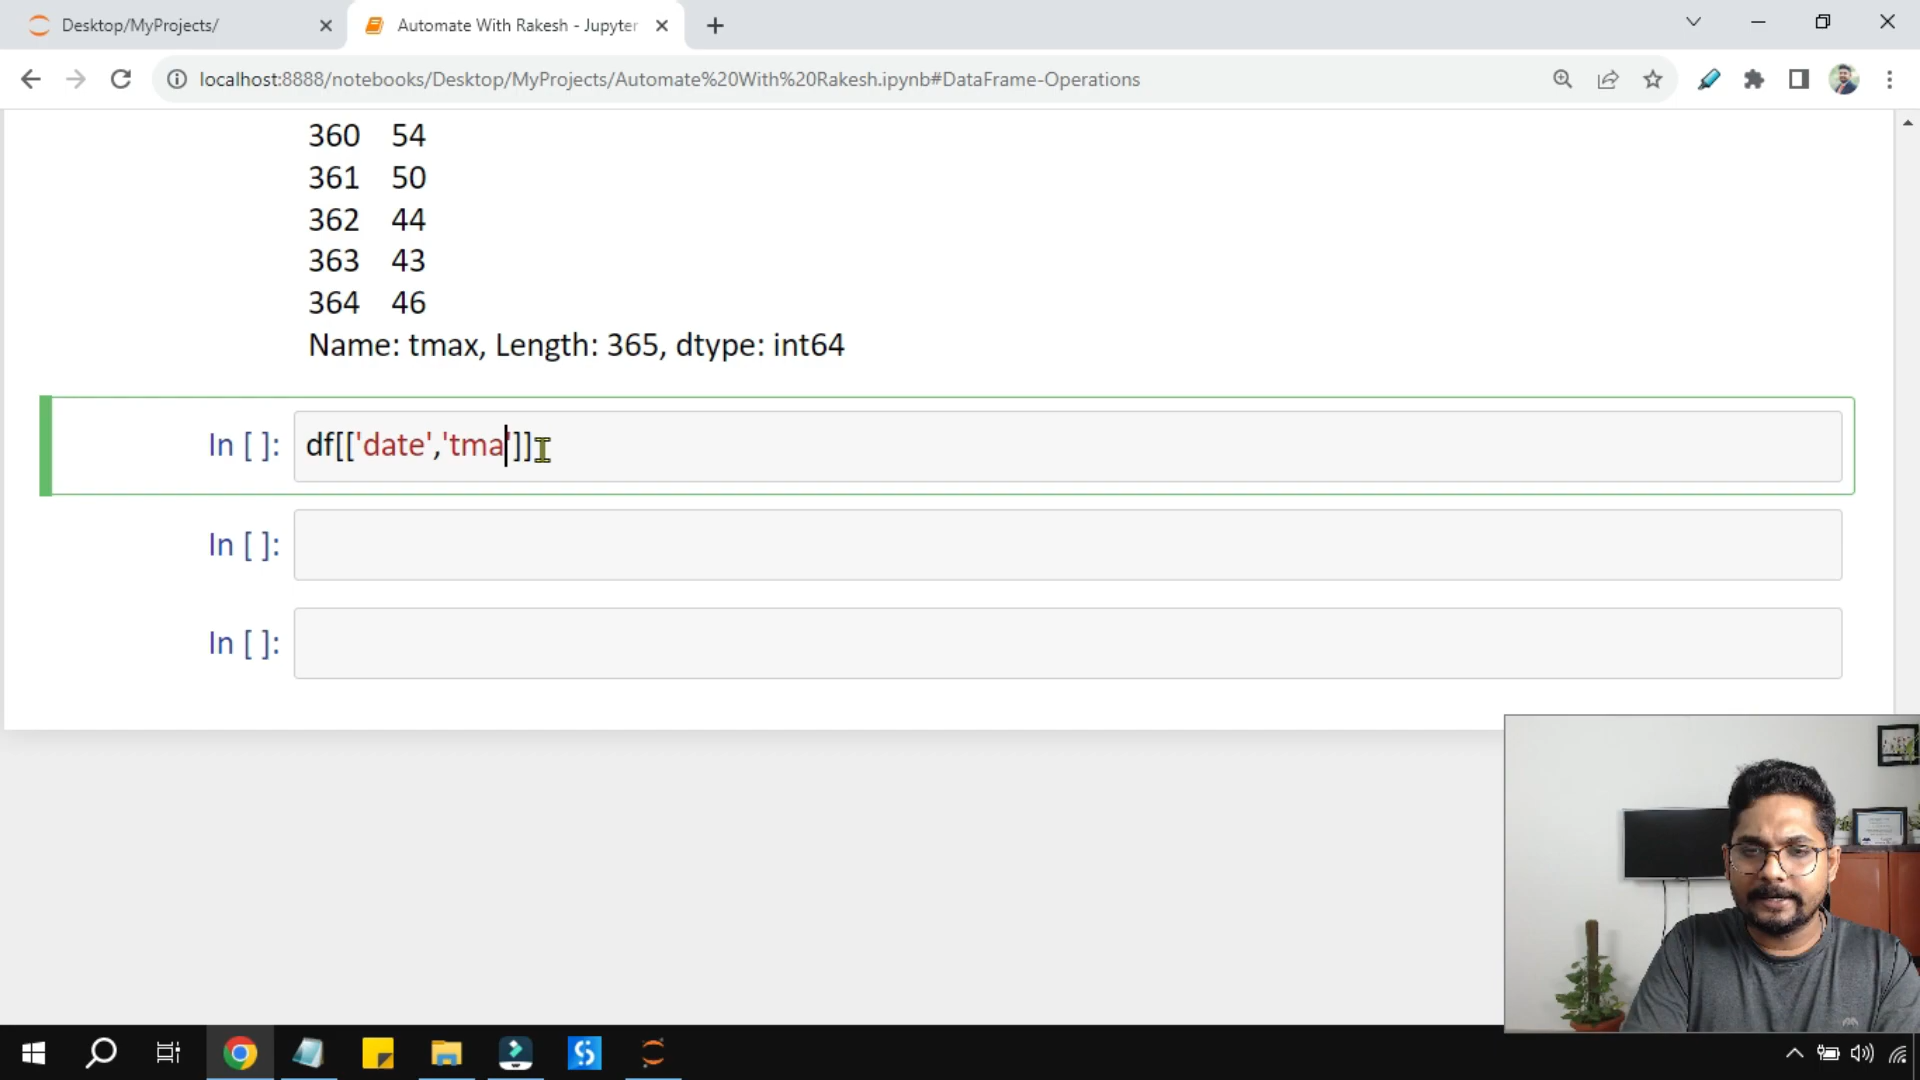 Desktop/MyProjects/
Automate With Rakesh - Jupyter
localhost:8888/notebooks/Desktop/MyProjects/Automate%20With%20Rakesh.ipynb#DataFrame-Operations
360 54
361 50
362 44
363 43
364 46
Name: tmax, Length: 365, dtype: int64
In [ ]: df[['date','tma']]
In [ ]:
In [ ]: